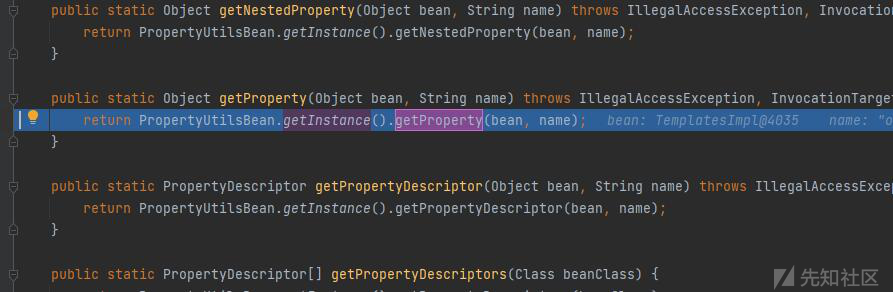 public static Object getNestedProperty(Object bean, String name) throws IllegalAccessException, Invocation
return PropertyUtilsBean.getInstance().getNestedProperty(bean, name);
}
public static Object getProperty(Object bean, String name) throws IllegalAccessException, InvocationTarge
return PropertyUtilsBean.getInstance().getProperty(bean, name); bean: TemplatesImpl@4035 name: "o
}
public static PropertyDescriptor getPropertyDescriptor(Object bean, String name) throws IllegalAccessExce
return PropertyUtilsBean.getInstance().getPropertyDescriptor(bean, name);
}
public static PropertyDescriptor[] getPropertyDescriptors(Class beanClass) {
先知社区